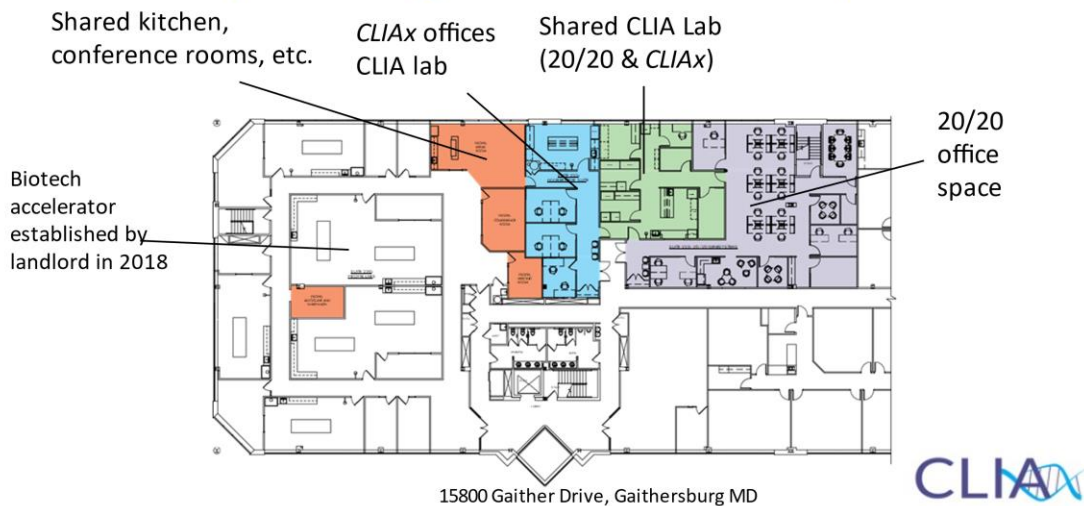 Shared kitchen,
conference rooms, etc.
CLIAx offices
CLIA lab
Shared CLIA Lab
(20/20 & CLIAx)
20/20
office
space
Biotech
accelerator
established by
landlord in 2018
15800 Gaither Drive, Gaithersburg MD
CLIA